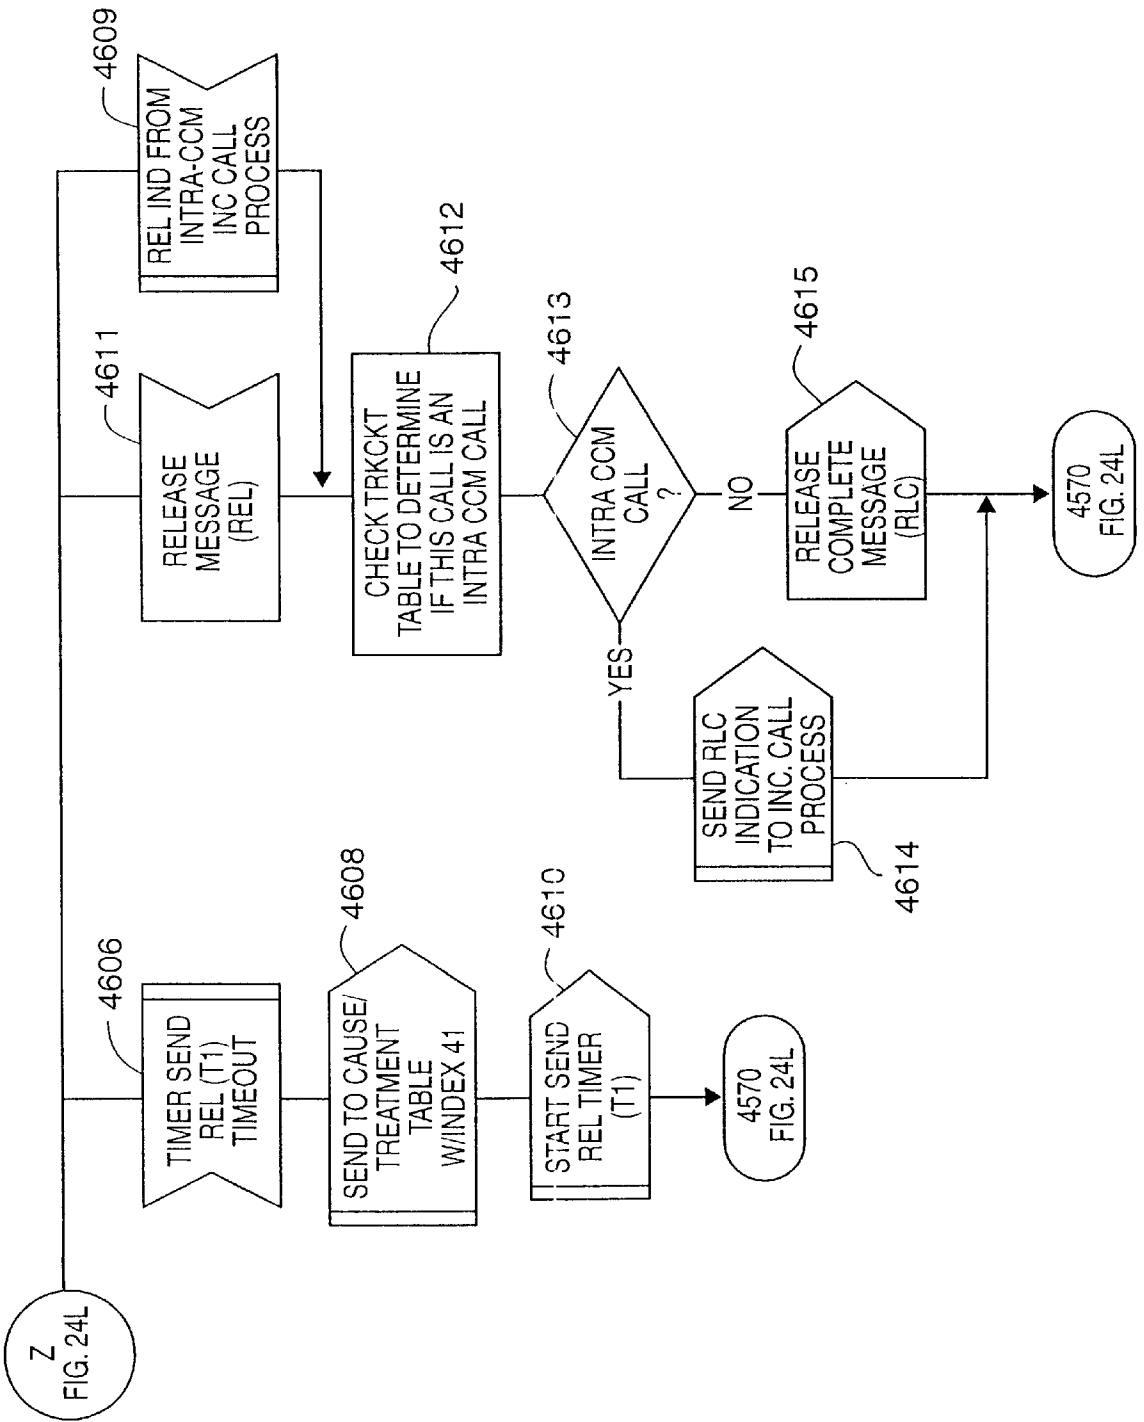 Z
FIG. 24L
4606
TIMER SEND
REL (T1)
TIMEOUT
4608
SEND TO CAUSE/
TREATMENT
TABLE
W/INDEX 41
4610
START SEND
REL TIMER
(T1)
4570
FIG. 24L
4611
RELEASE
MESSAGE
(REL)
4609
REL IND FROM
INTRA-CCM
INC CALL
PROCESS
4612
CHECK TRKCKT
TABLE TO DETERMINE
IF THIS CALL IS AN
INTRA CCM CALL
4613
INTRA CCM
CALL
?
YES
NO
SEND RLC
INDICATION
TO INC. CALL
PROCESS
4614
4615
RELEASE
COMPLETE
MESSAGE
(RLC)
4570
FIG. 24L